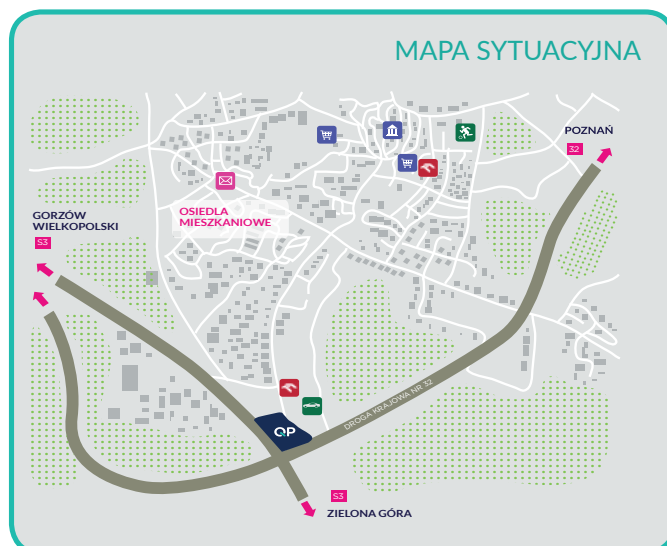 MAPA SYTUACYJNA
POZNAŃ
32
GORZÓW
WIELKOPOLSKI
S3
OSIEDLA
MIESZKANIOWE
DROGA KRAJOWA NR 32
QP
S3
ZIELONA GÓRA